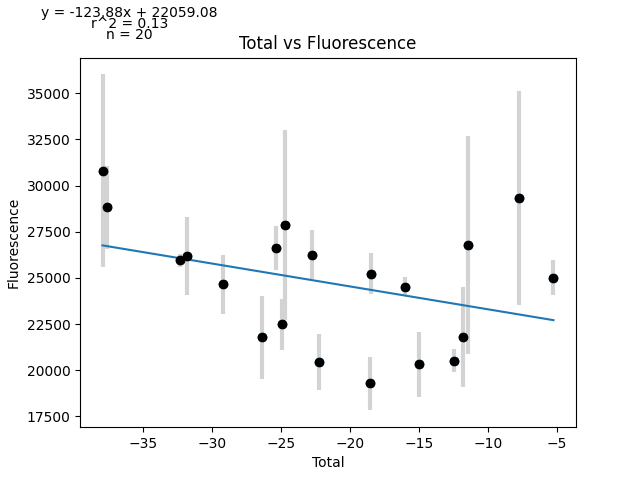 y = -123.88x + 22059.08
r^2 = 0.13
n = 20
Total vs Fluorescence
35000
32500
30000
27500
25000
22500
20000
17500
Fluorescence
−35
−30
−25
−20
−15
−10
−5
Total